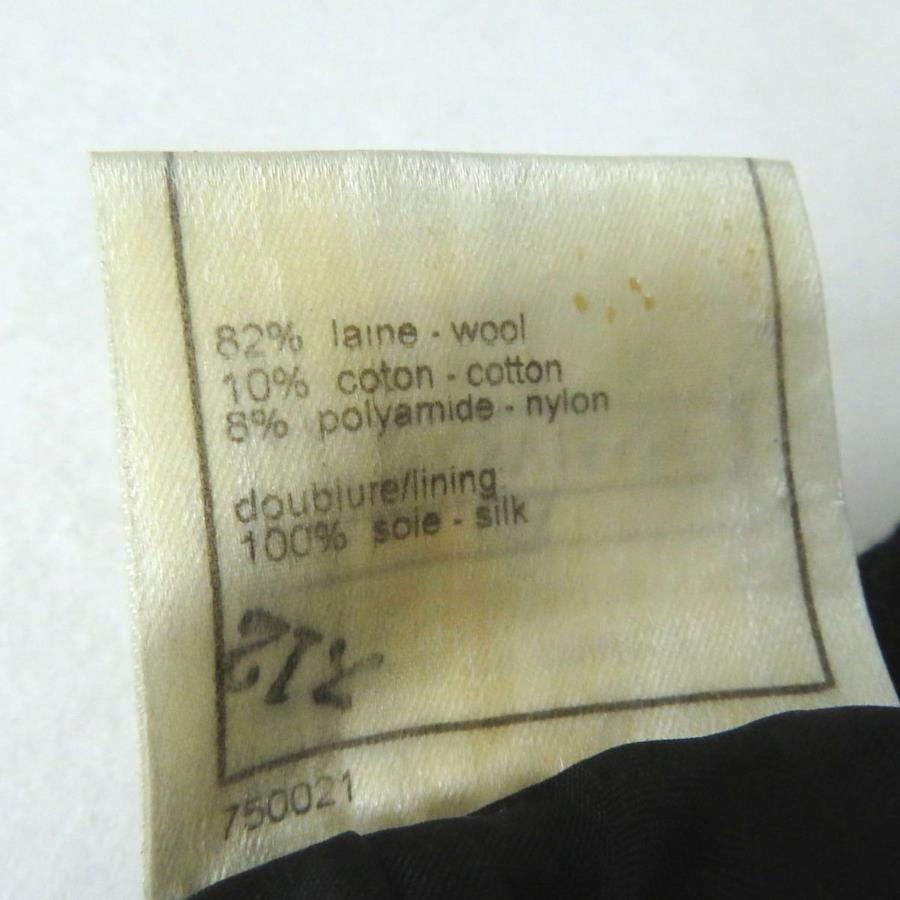 82% laine - wool
10% coton - cotton
8% polyamide - nylon
doublure/lining
100% soie - silk
750021